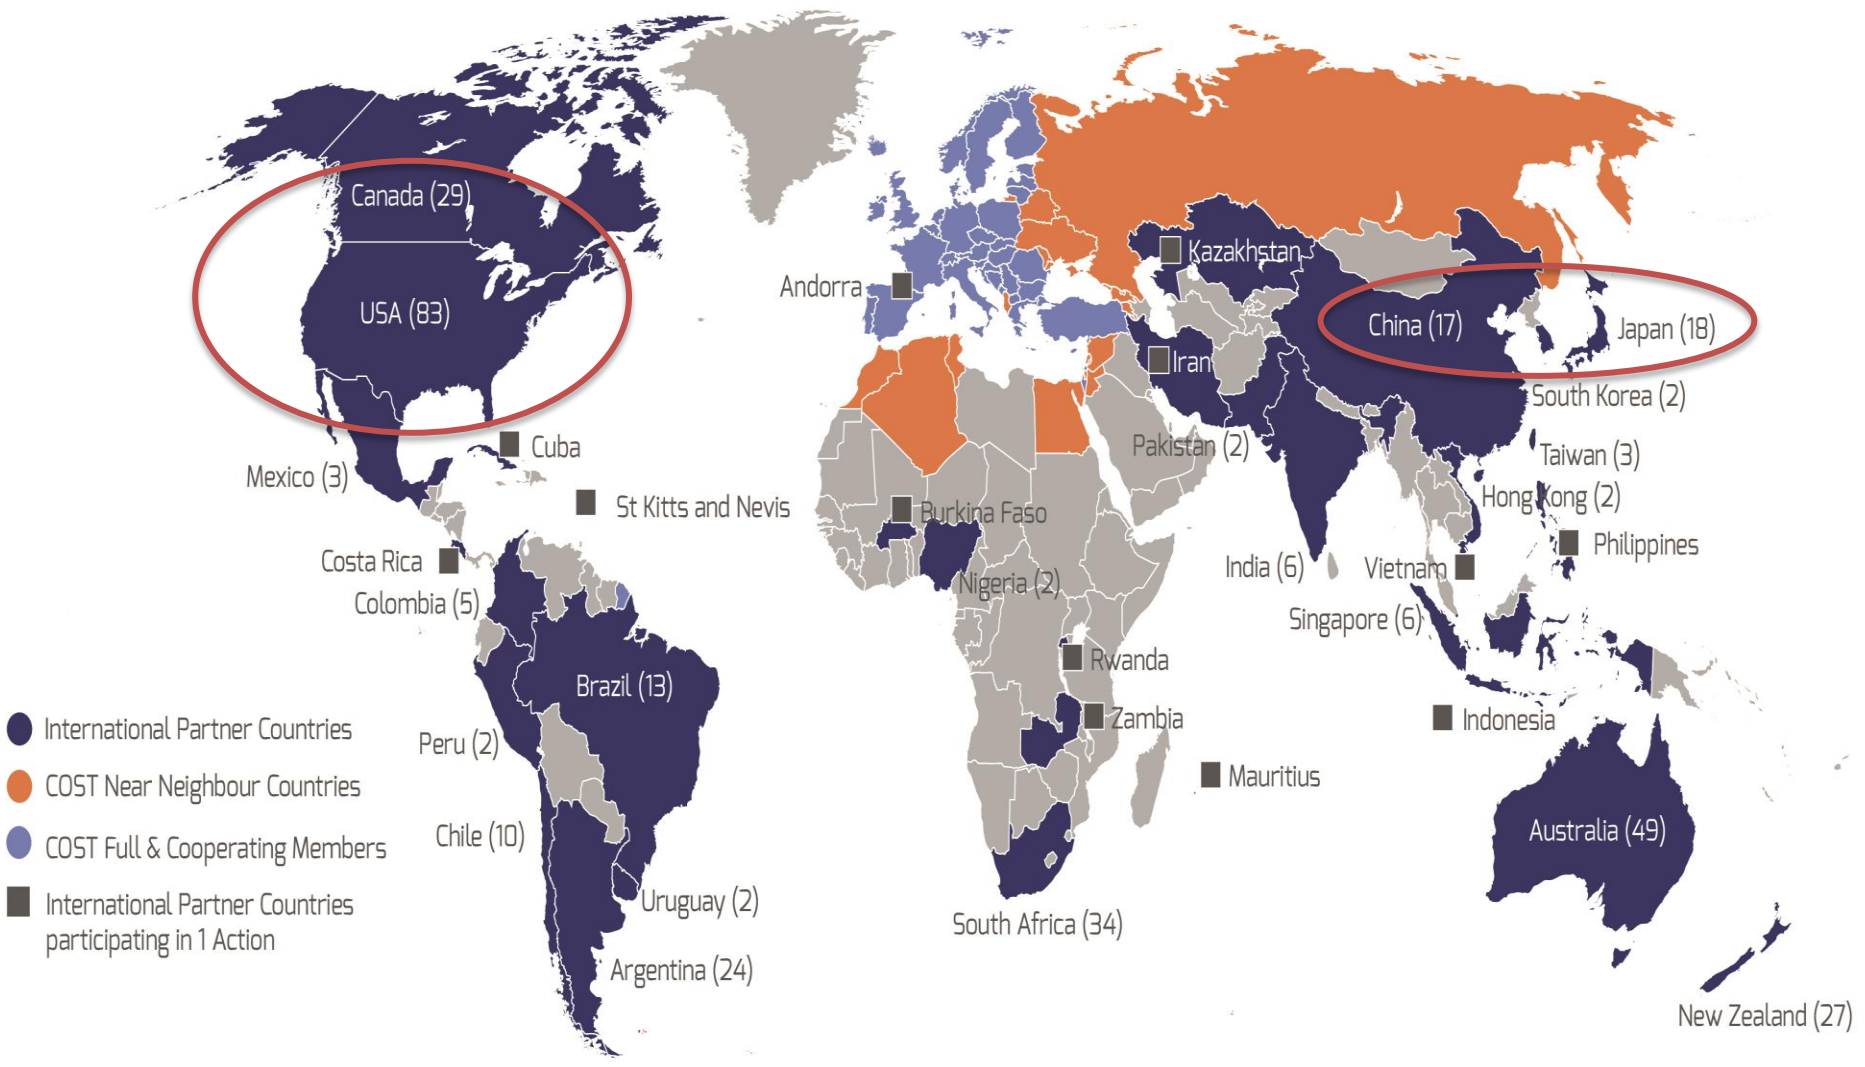 Canada (29)
USA (83)
Kazakhstan
Andorra
China (17)
Japan (18)
Iran
South Korea (2)
Cuba
Mexico (3)
Pakistan (2)
Taiwan (3)
St Kitts and Nevis
Burkina Faso
Hong Kong (2)
Philippines
Costa Rica
Colombia (5)
Nigeria (2)
India (6)
Vietnam
Singapore (6)
Rwanda
Brazil (13)
Zambia
Indonesia
Peru (2)
Mauritius
Chile (10)
Australia (49)
Uruguay (2)
South Africa (34)
Argentina (24)
New Zealand (27)
International Partner Countries
COST Near Neighbour Countries
COST Full & Cooperating Members
International Partner Countries
participating in 1 Action